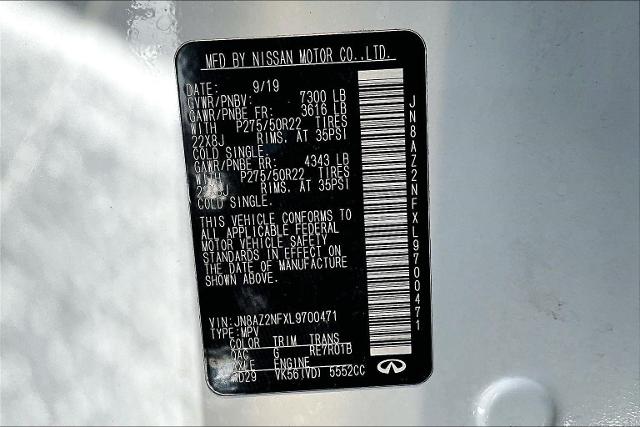 MFD BY NISSAN MOTOR CO.,LTD.
DATE: 9/19
GVWR/PNBV: 7300 LB
GAWR/PNBE FR: 3616 LB
WITH P275/50R22 TIRES
22X8J RIMS. AT 35PSI
COLD SINGLE.
GAWR/PNBE RR: 4343 LB
WITH P275/50R22 TIRES
22X8J RIMS. AT 35PSI
COLD SINGLE.
THIS VEHICLE CONFORMS TO
ALL APPLICABLE FEDERAL
MOTOR VEHICLE SAFETY
STANDARDS IN EFFECT ON
THE DATE OF MANUFACTURE
SHOWN ABOVE.
VIN:JN8AZ2NFXL9700471
TYPE:MPV
COLOR TRIM TRANS
QAC G RE7R01B
AXLE ENGINE
MD29 VK56(VD) 5552CC
JN8AZ2NFXL9700471